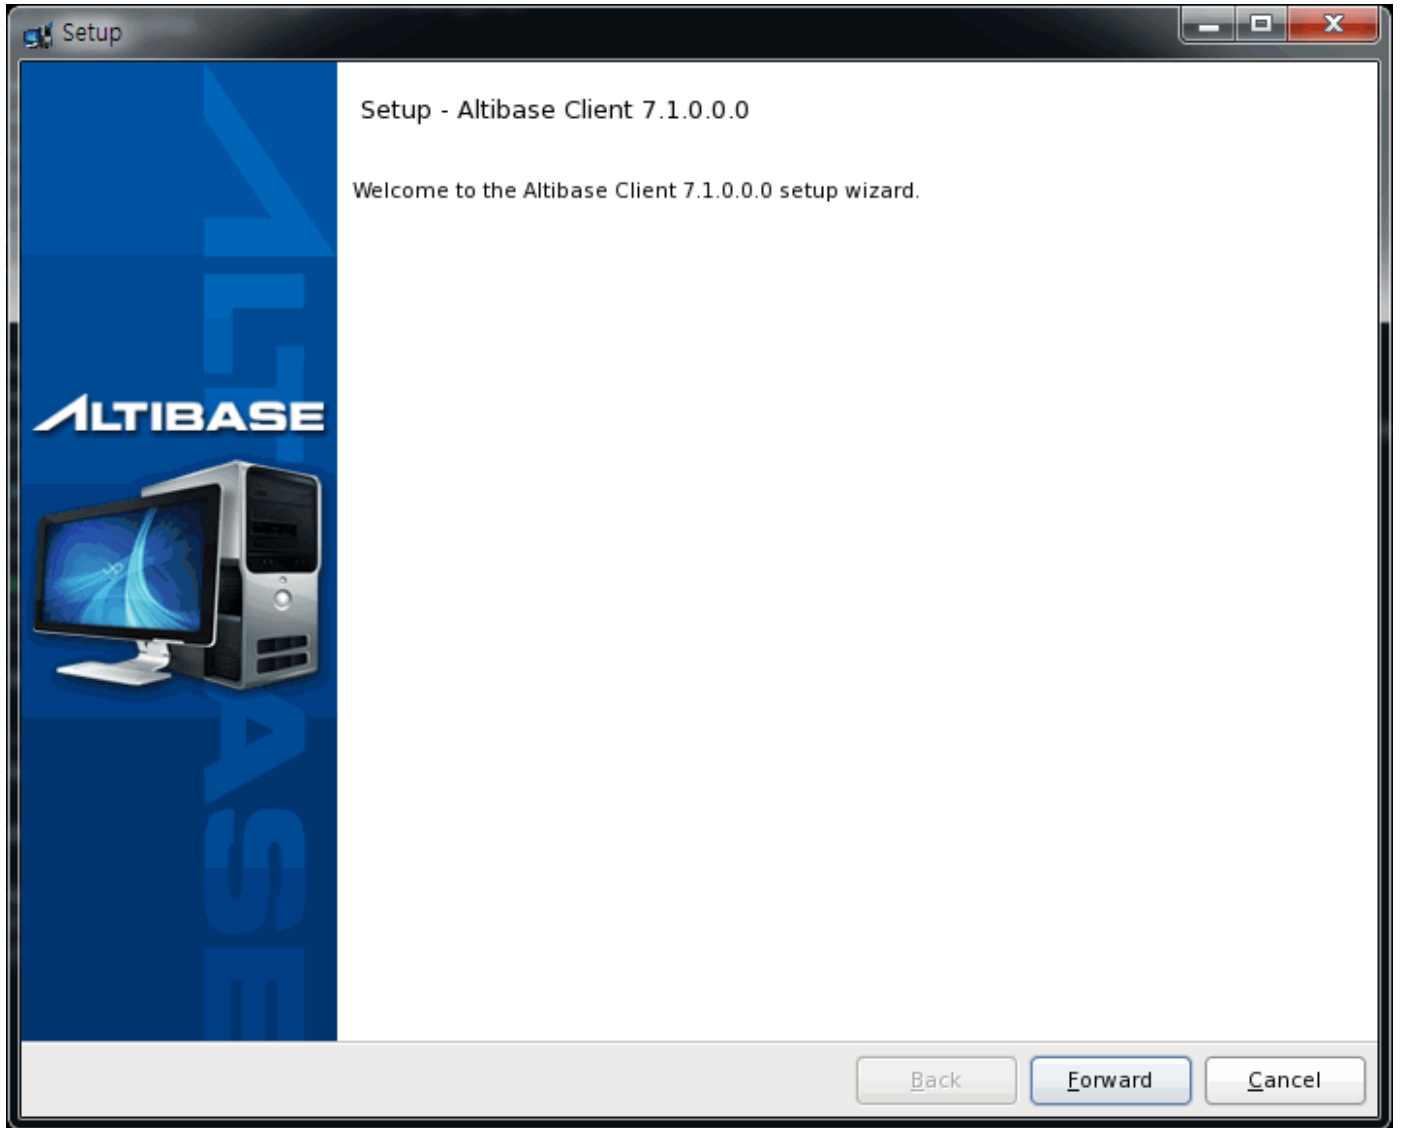 Setup
Setup - Altibase Client 7.1.0.0.0
Welcome to the Altibase Client 7.1.0.0.0 setup wizard.
ALTIBASE
ALTIBASE
Back
Forward
Cancel